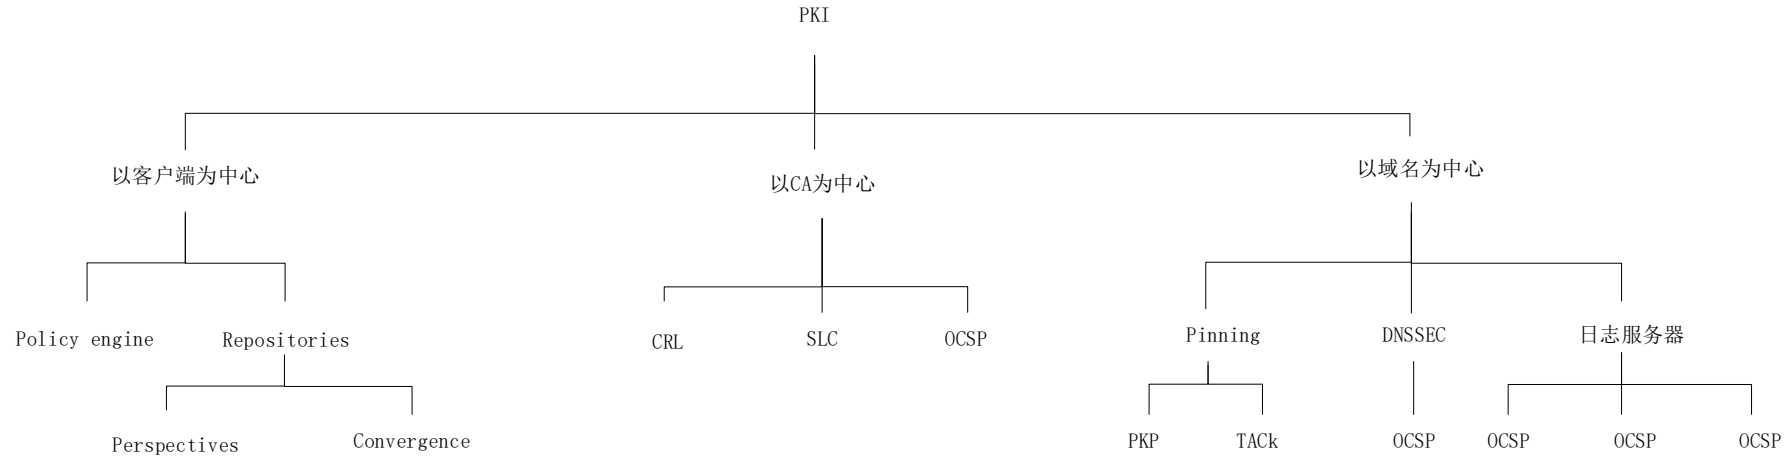 PKI
以客户端为中心
以CA为中心
以域名为中心
Policy engine
Repositories
CRL
SLC
OCSP
Pinning
DNSSEC
日志服务器
Perspectives
Convergence
PKP
TACk
OCSP
OCSP
OCSP
OCSP